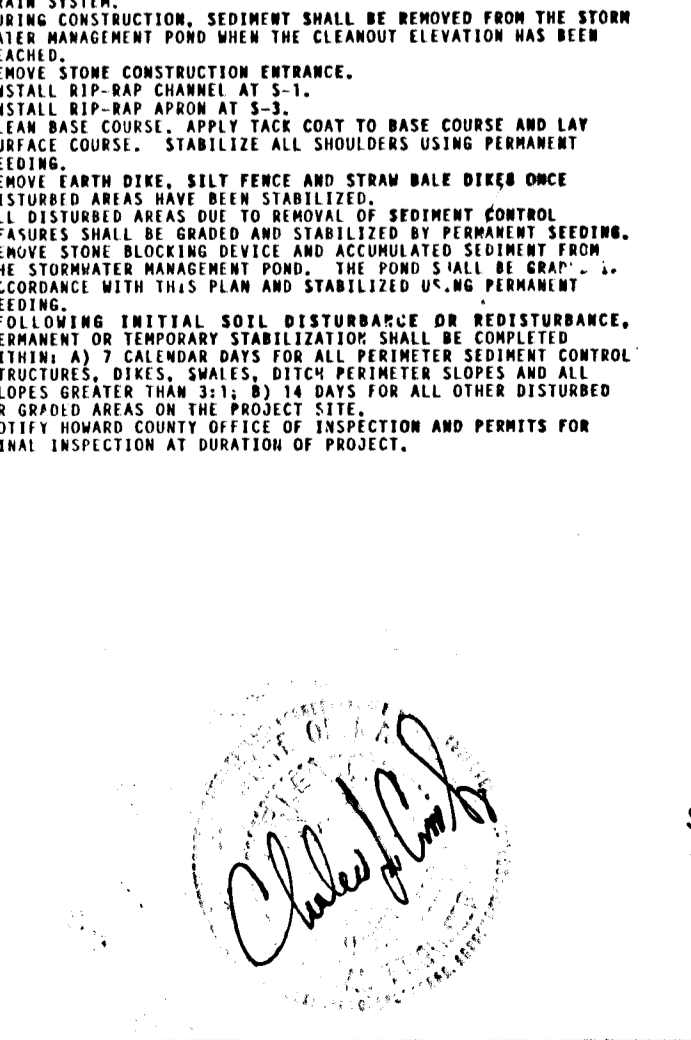 RAIN SYSTEM.
URING CONSTRUCTION, SEDIMENT SHALL BE REMOVED FROM THE STORM
ATER MANAGEMENT POND WHEN THE CLEANOUT ELEVATION HAS BEEN
EACHED.
EMOVE STONE CONSTRUCTION ENTRANCE.
NSTALL RIP-RAP CHANNEL AT S-1.
NSTALL RIP-RAP APRON AT S-3.
LEAN BASE COURSE. APPLY TACK COAT TO BASE COURSE AND LAY
URFACE COURSE. STABILIZE ALL SHOULDERS USING PERMANENT
EEDING.
EMOVE EARTH DIKE, SILT FENCE AND STRAW BALE DIKES ONCE
ISTURBED AREAS HAVE BEEN STABILIZED.
LL DISTURBED AREAS DUE TO REMOVAL OF SEDIMENT CONTROL
EASURES SHALL BE GRADED AND STABILIZED BY PERMANENT SEEDING.
EMOVE STONE BLOCKING DEVICE AND ACCUMULATED SEDIMENT FROM
HE STORMWATER MANAGEMENT POND. THE POND SHALL BE
CCORDANCE WITH THIS PLAN AND STABILIZED USING PERMANENT
EEDING.
FOLLOWING INITIAL SOIL DISTURBANCE OR REDISTURBANCE,
ERMANENT OR TEMPORARY STABILIZATION SHALL BE COMPLETED
ITHIN: A) 7 CALENDAR DAYS FOR ALL PERIMETER SEDIMENT CONTROL
TRUCTURES, DIKES, SWALES, DITCH PERIMETER SLOPES AND ALL
LOPES GREATER THAN 3:1; B) 14 DAYS FOR ALL OTHER DISTURBED
R GRADED AREAS ON THE PROJECT SITE.
OTIFY HOWARD COUNTY OFFICE OF INSPECTION AND PERMITS FOR
INAL INSPECTION AT DURATION OF PROJECT.